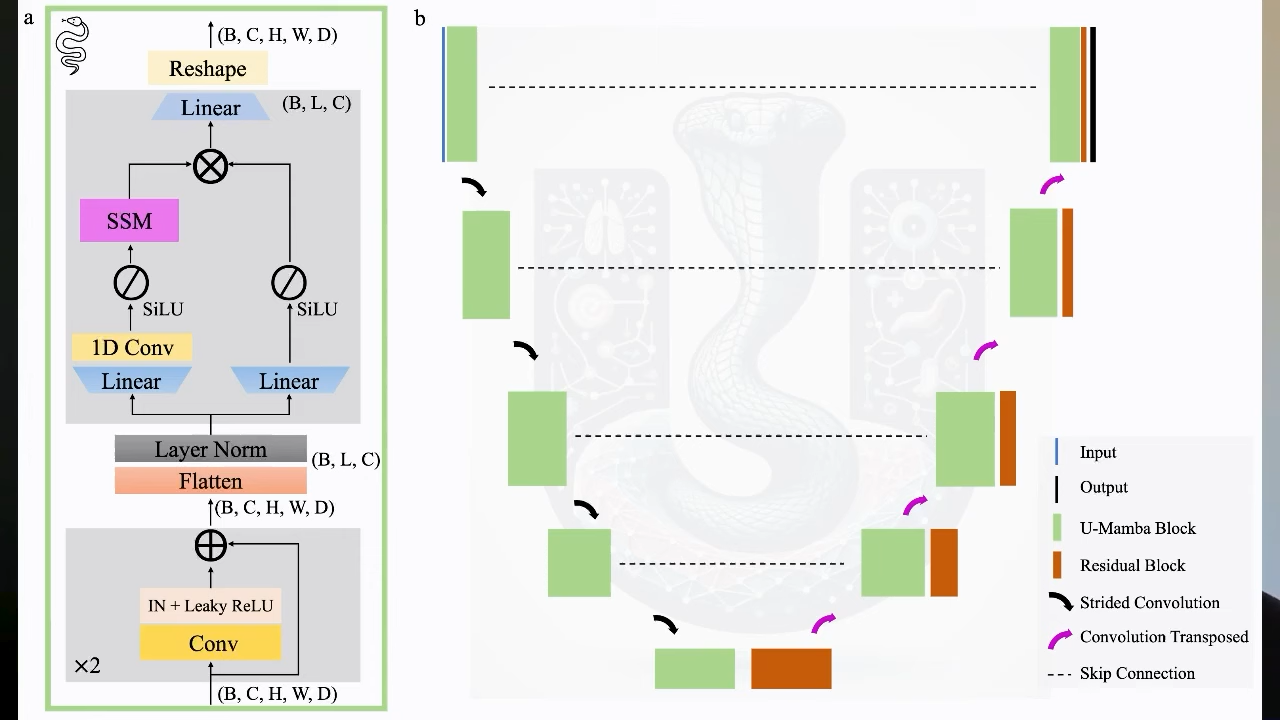 a
(B, C, H, W, D)
Reshape
Linear
(B, L, C)
SSM
SiLU
SiLU
1D Conv
Linear
Linear
Layer Norm
(B, L, C)
Flatten
(B, C, H, W, D)
IN + Leaky ReLU
Conv
×2
(B, C, H, W, D)
b
Input
Output
U-Mamba Block
Residual Block
Strided Convolution
Convolution Transposed
Skip Connection